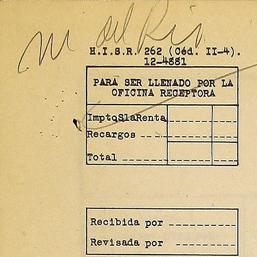 M del Rio
H.I.S.R. 262 (Céd. II-4).
12-4551
PARA SER LLENADO POR LA
OFICINA RECEPTORA
ImptoSlaRenta
Recargos
Total
Recibida por
Revisada por